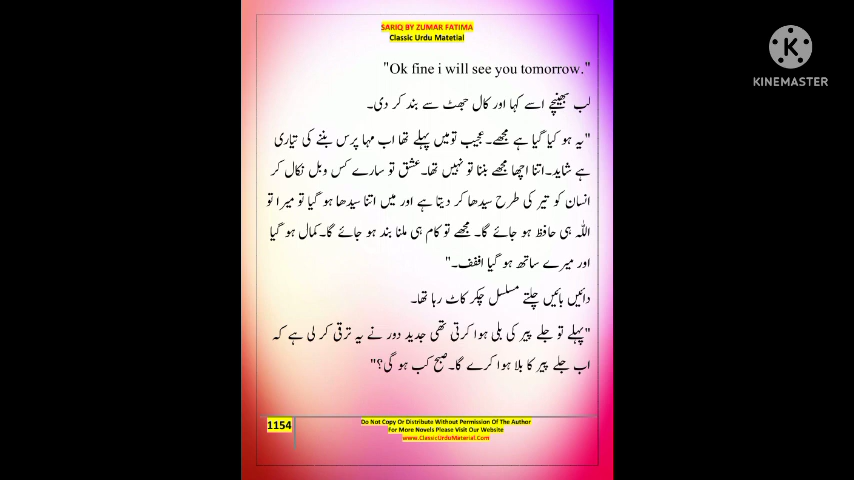 SARIQ BY ZUMAR FATIMA
Classic Urdu Matetial
"Ok fine i will see you tomorrow."
لب بھینچے اسے کہا اور کال جھٹ سے بند کر دی۔
"یہ ہو کیا گیا ہے مجھے۔عجیب تو میں پہلے تھا اب مہا پرس بننے کی تیاری
ہے شاید۔اتنا اچھا مجھے بننا تو نہیں تھا۔عشق تو سارے کس و بل نکال کر
انسان کو تیر کی طرح سیدھا کر دیتا ہے اور میں اتنا سیدھا ہو گیا تو میرا تو
اللہ ہی حافظ ہو جائے گا۔ مجھے تو کام ہی ملنا بند ہو جائے گا۔کمال ہو گیا
اور میرے ساتھ ہو گیا افففف۔"
دائیں بائیں چلتے مسلسل چکر کاٹ رہا تھا۔
"پہلے تو جلے پیر کی بلی ہوا کرتی تھی جدید دور نے یہ ترقی کر لی ہے کہ
اب جلے پیر کا بلا ہوا کرے گا۔صبح کب ہو گی؟"
1154
Do Not Copy Or Distribute Without Permission Of The Author
For More Novels Please Visit Our Website
www.ClassicUrduMaterial.Com
KINEMASTER